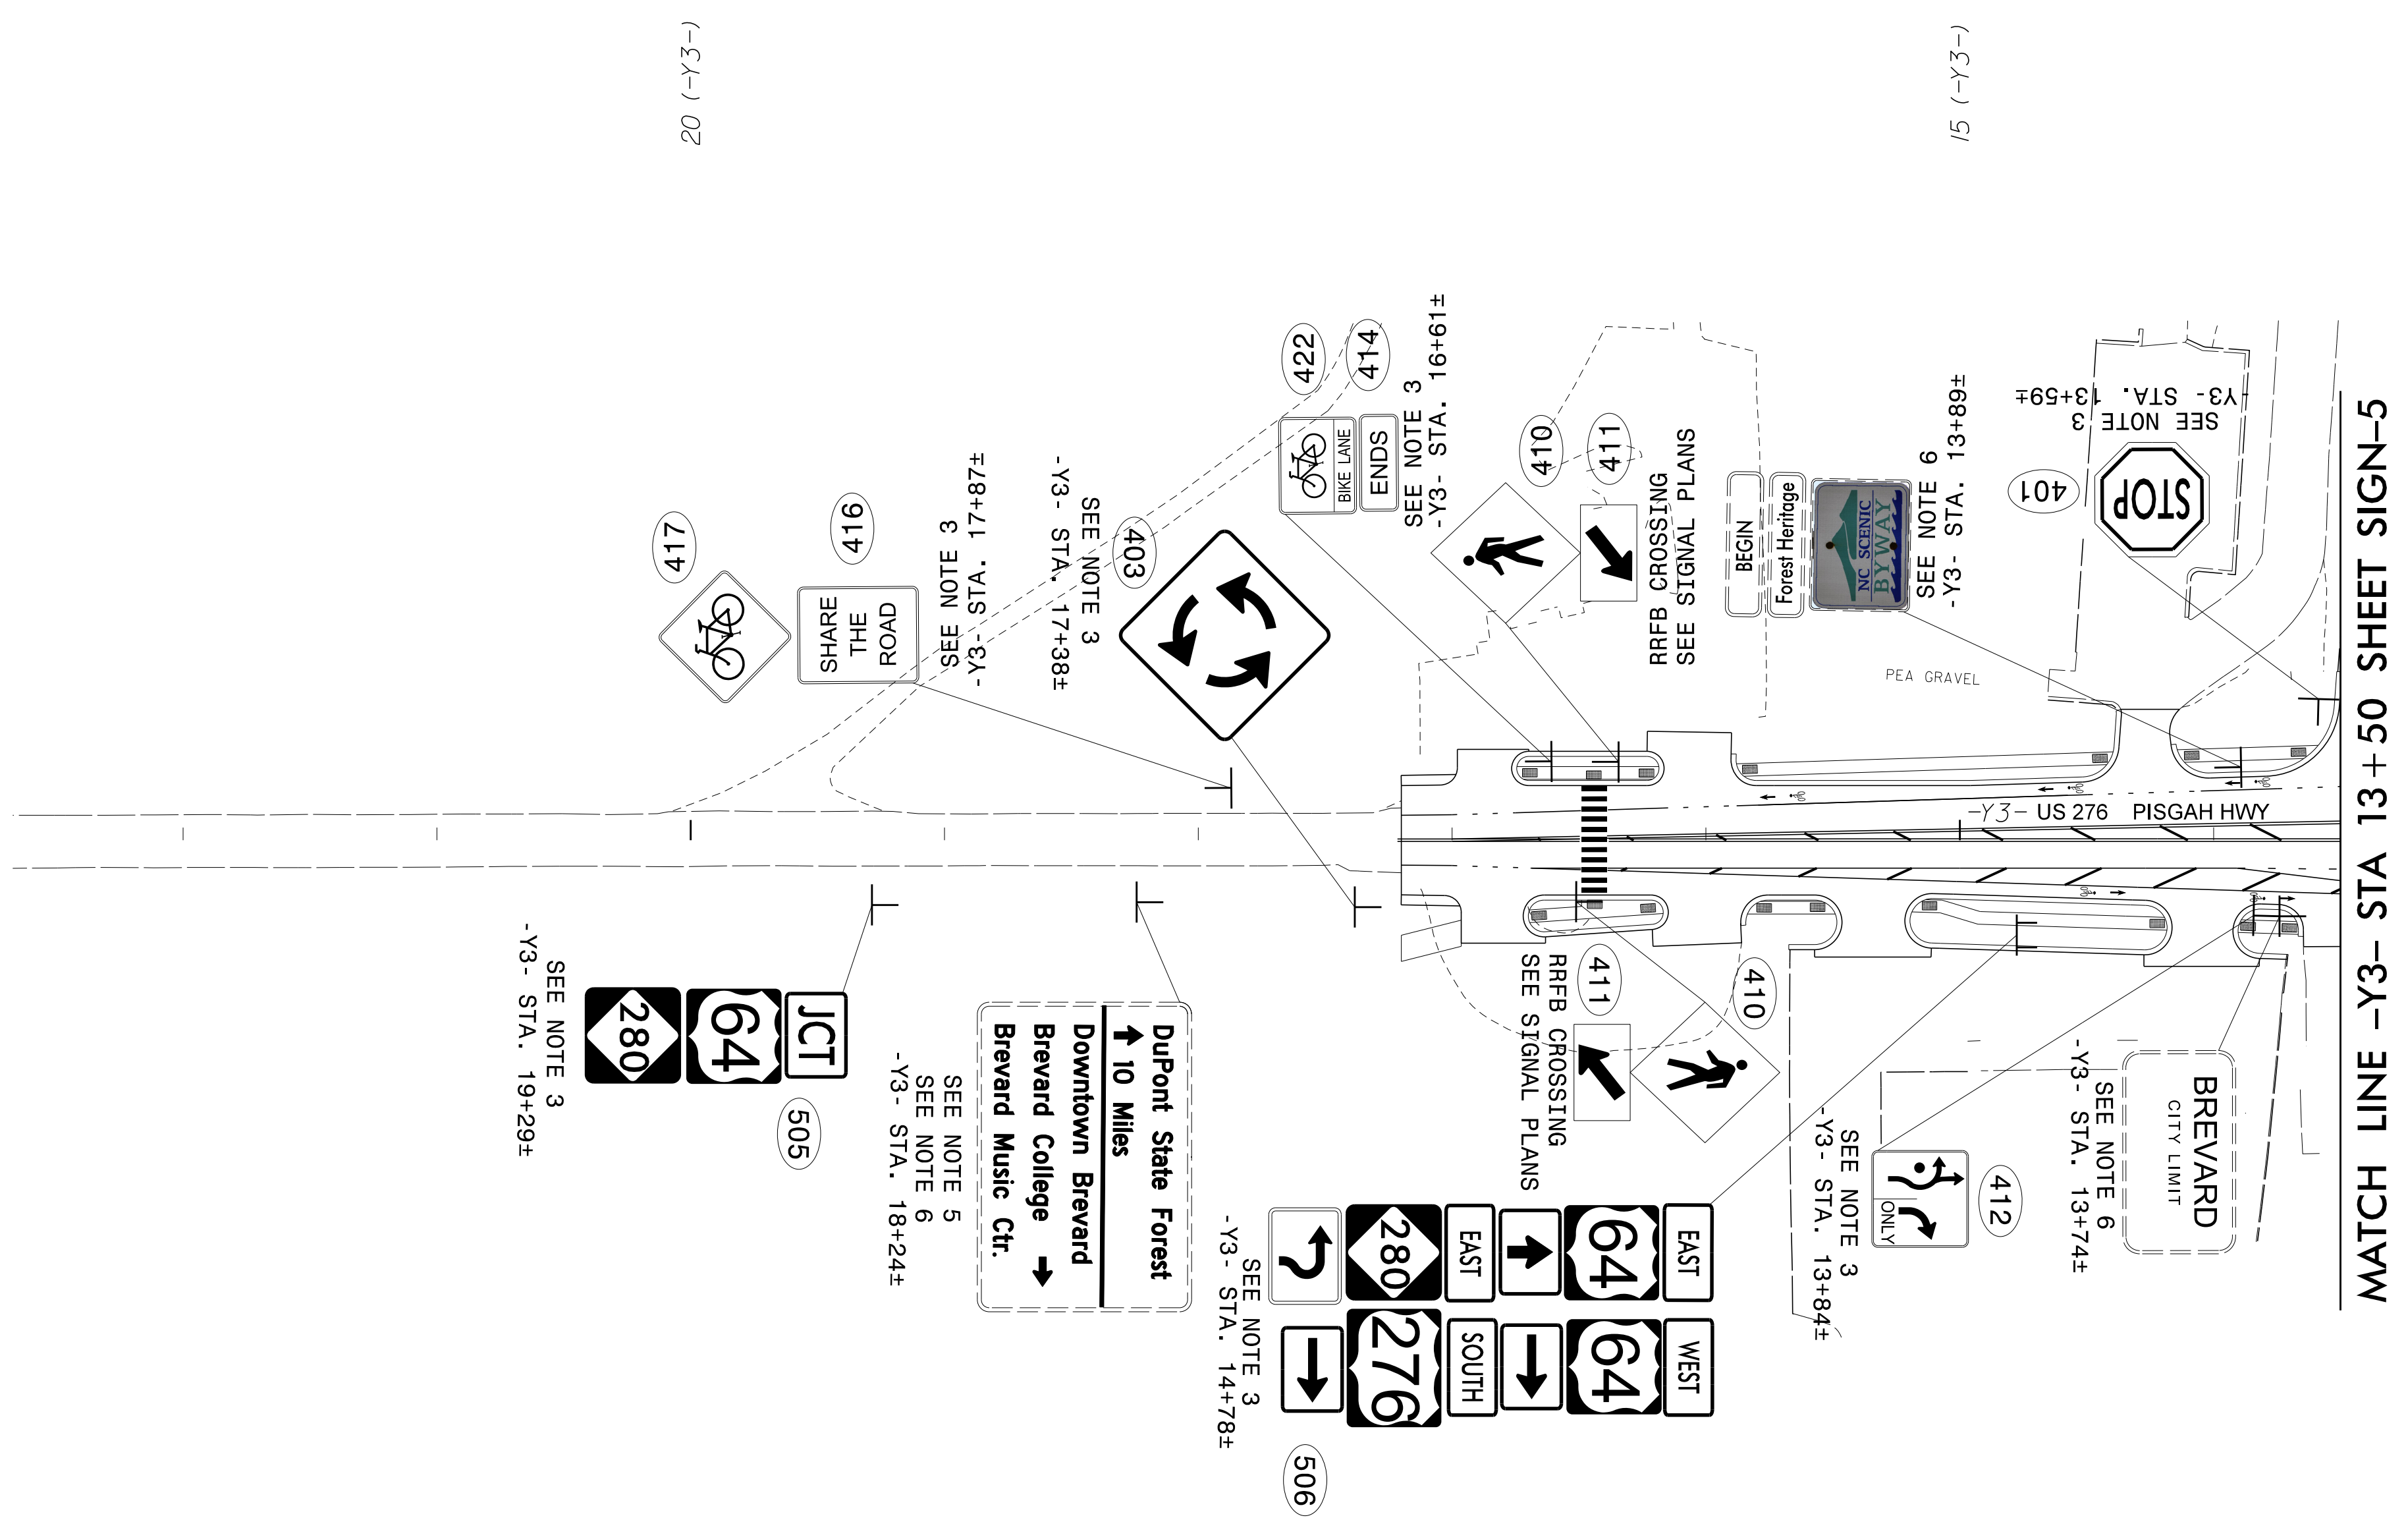 20 (-Y3-)
15 (-Y3-)
417
416
SHARE
THE
ROAD
SEE NOTE 3
-Y3- STA. 17+87±
-Y3- STA. 17+38±
SEE NOTE 3
403
422
414
BIKE LANE
ENDS
SEE NOTE 3
-Y3- STA. 16+61±
410
411
RRFB CROSSING
SEE SIGNAL PLANS
BEGIN
Forest Heritage
NC SCENIC
BYWAY
SEE NOTE 6
-Y3- STA. 13+89±
401
STOP
SEE NOTE 3
-Y3- STA. 13+59±
PEA GRAVEL
-Y3- US 276 PISGAH HWY
MATCH LINE -Y3- STA 13+50 SHEET SIGN-5
JCT
64
280
505
SEE NOTE 3
-Y3- STA. 19+29±
DuPont State Forest
10 Miles
Downtown Brevard
Brevard College
Brevard Music Ctr.
SEE NOTE 5
SEE NOTE 6
-Y3- STA. 18+24±
411
410
RRFB CROSSING
SEE SIGNAL PLANS
EAST
WEST
64
64
EAST
SOUTH
280
276
506
SEE NOTE 3
-Y3- STA. 14+78±
412
ONLY
SEE NOTE 3
-Y3- STA. 13+84±
BREVARD
CITY LIMIT
SEE NOTE 6
-Y3- STA. 13+74±